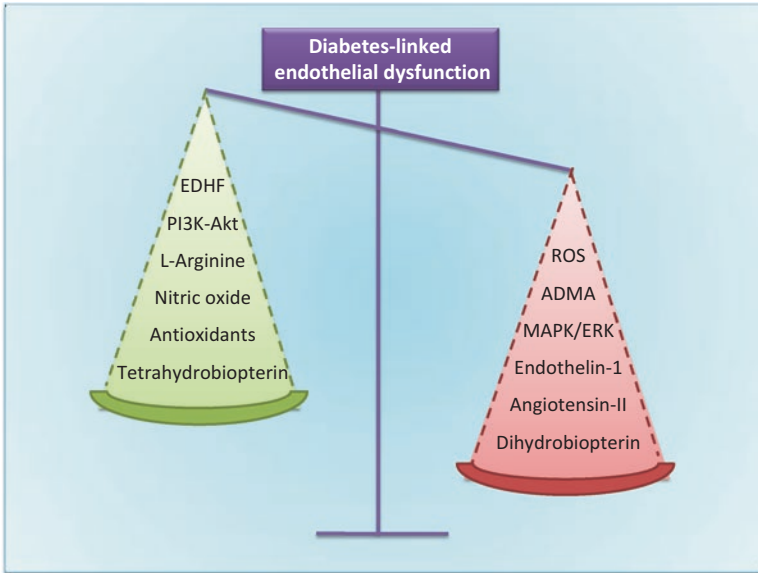 Diabetes-linked
endothelial dysfunction
EDHF
PI3K-Akt
L-Arginine
Nitric oxide
Antioxidants
Tetrahydrobiopterin
ROS
ADMA
MAPK/ERK
Endothelin-1
Angiotensin-II
Dihydrobiopterin